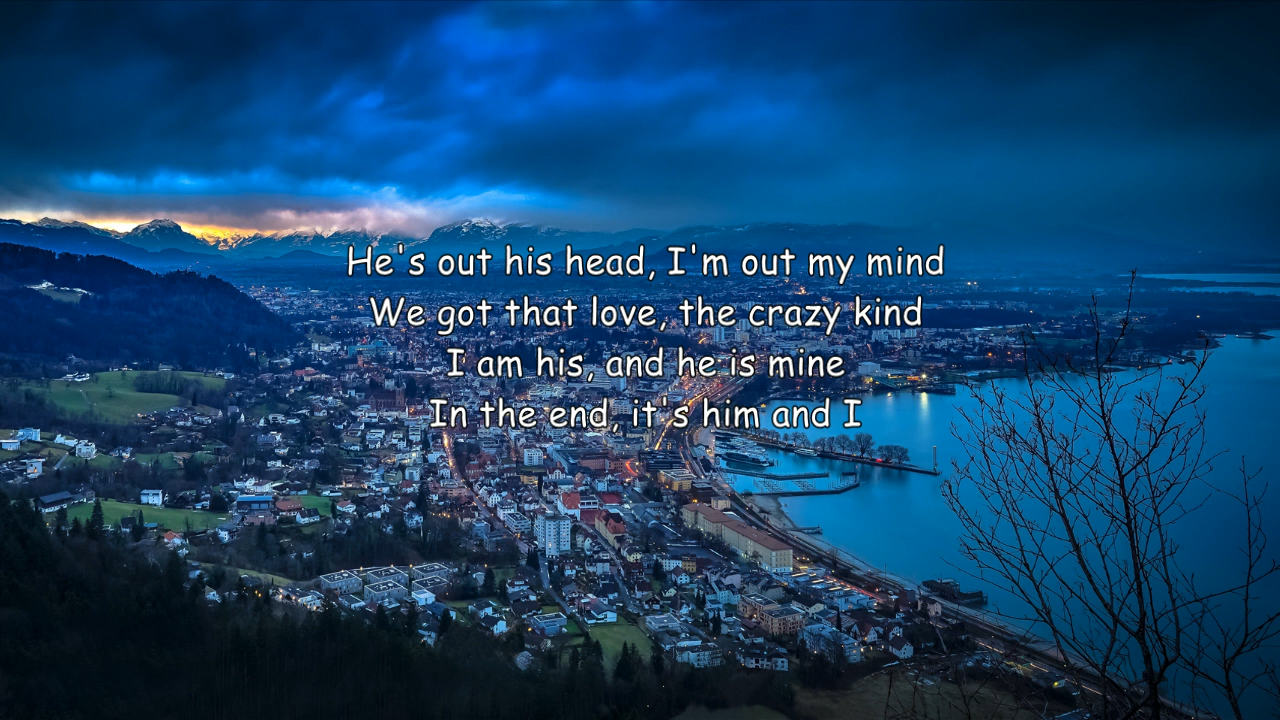 He's out his head, I'm out my mind
We got that love, the crazy kind
I am his, and he is mine
In the end, it's him and I